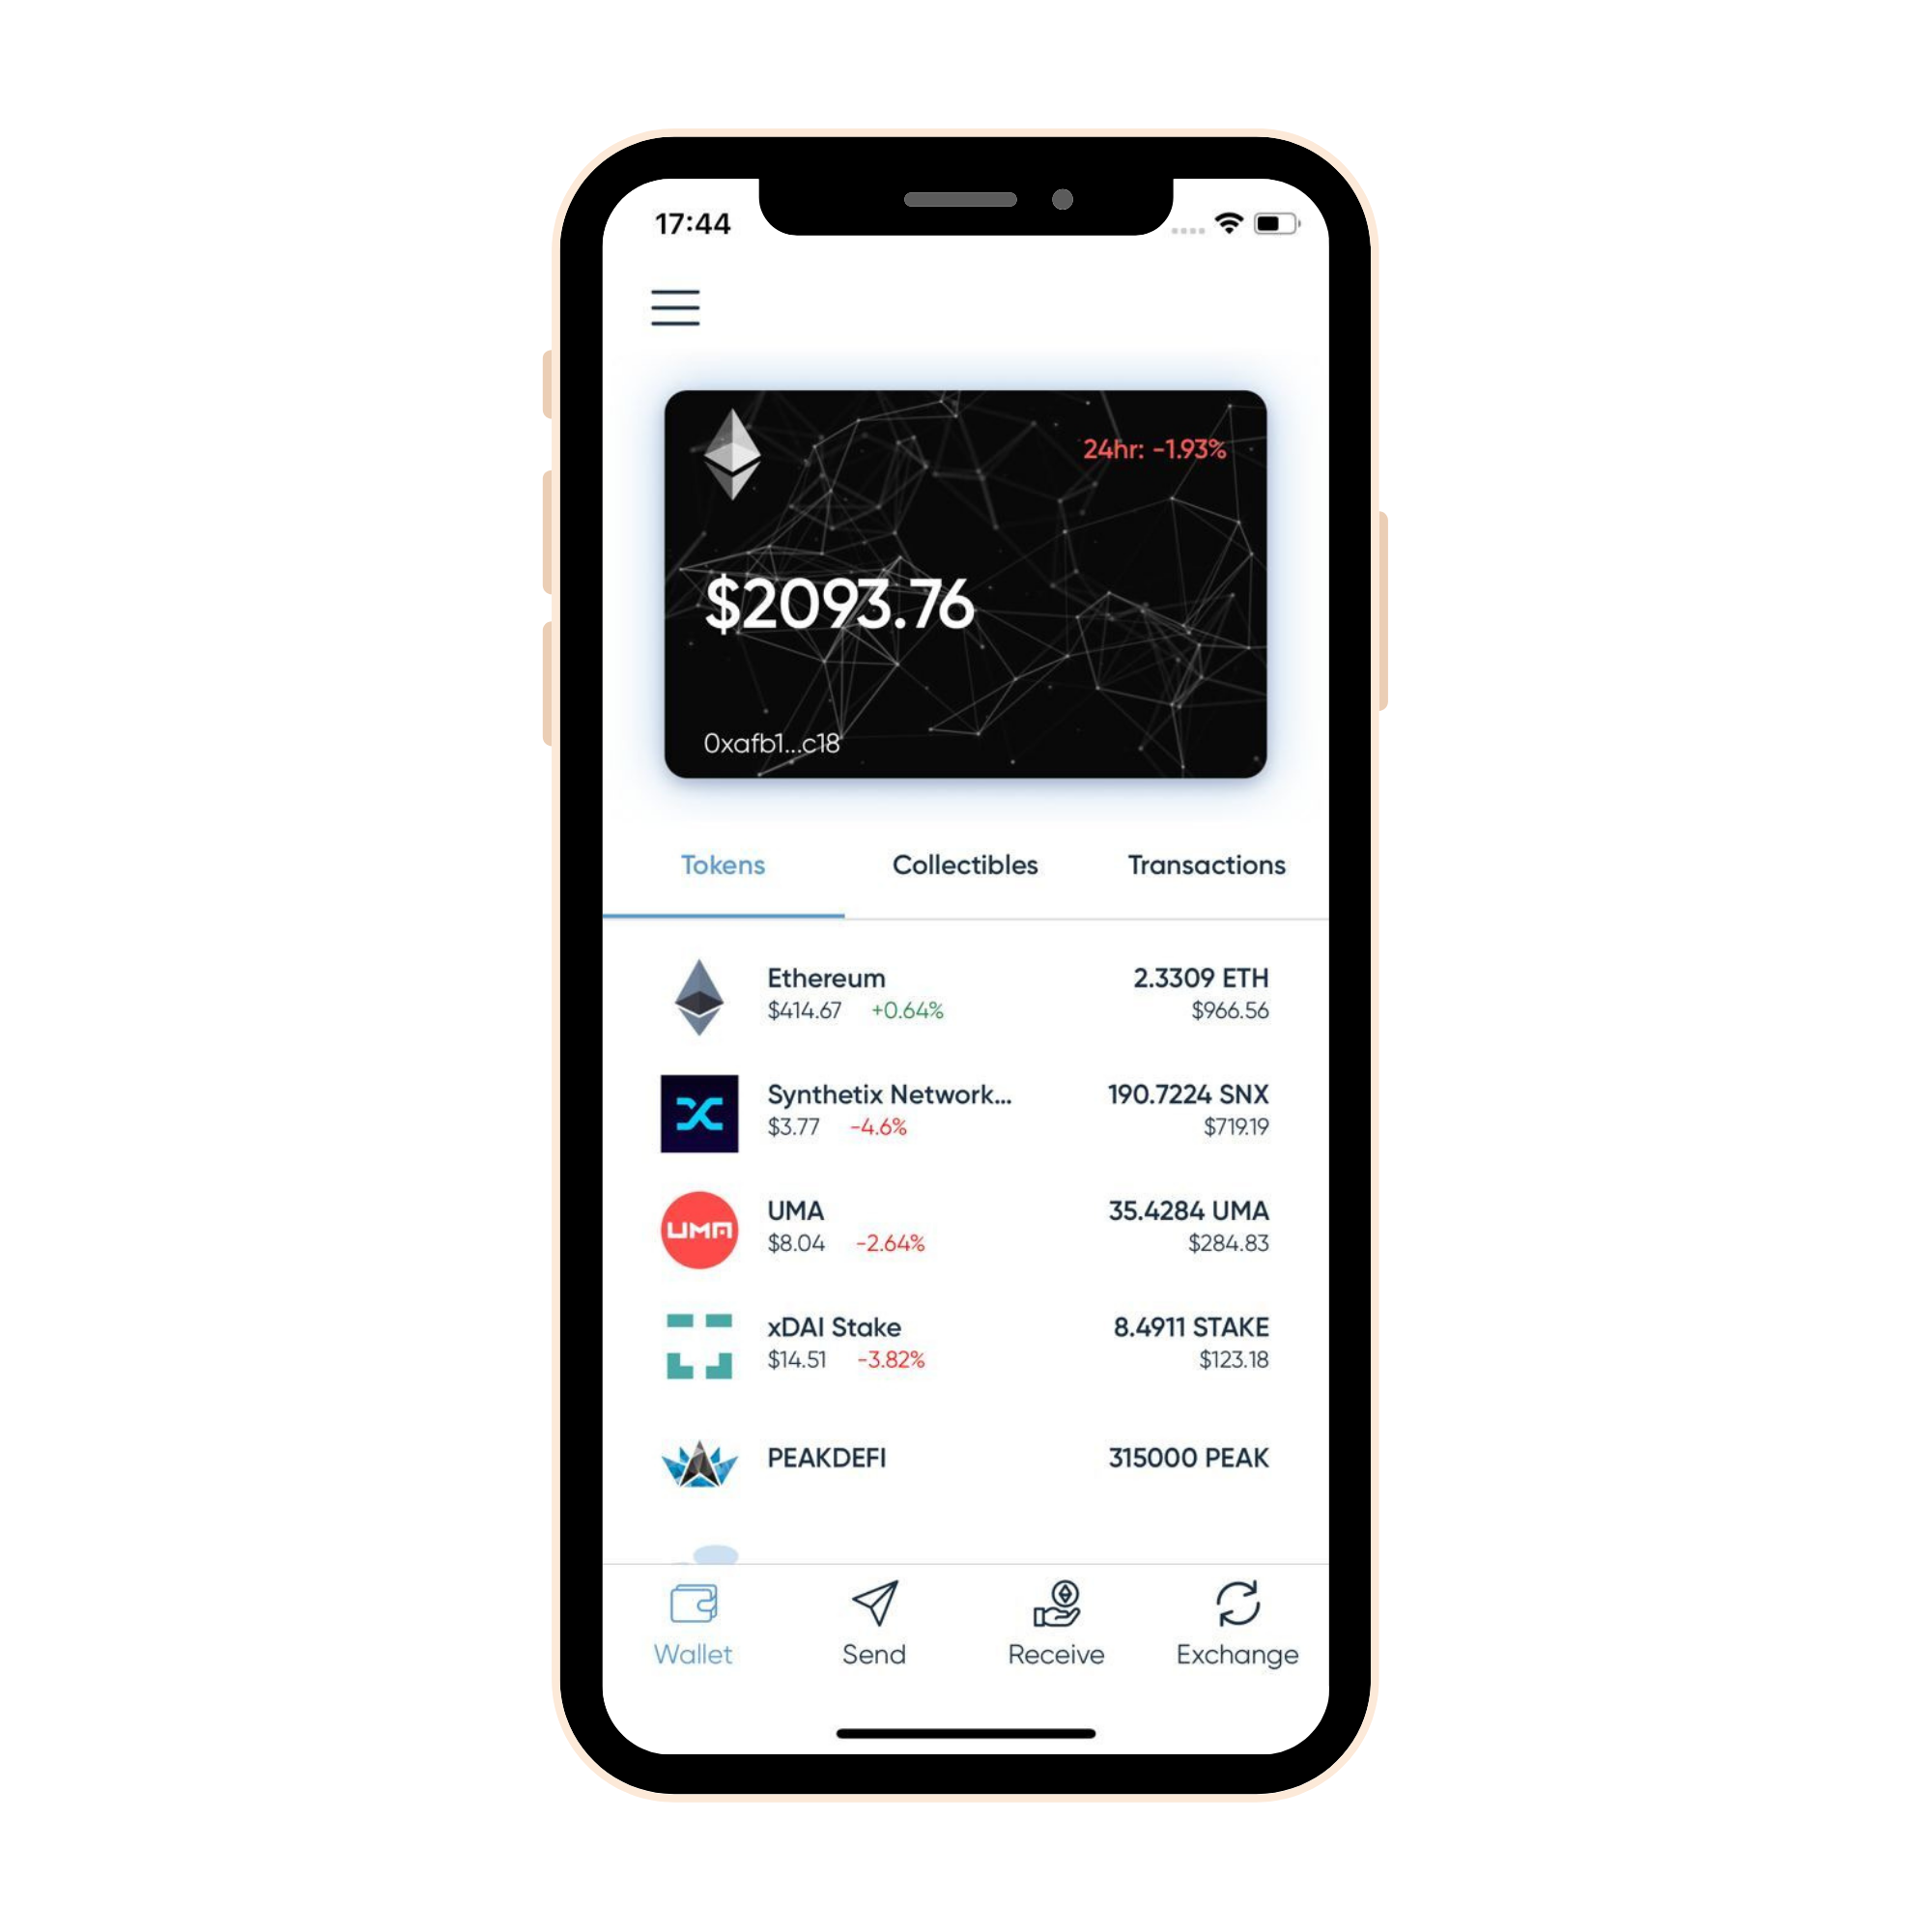 17:44
24hr: -1.93%
$2093.76
0xafb1...c18
Tokens Collectibles Transactions
Ethereum 2.3309 ETH
$414.67 +0.64% $966.56
Synthetix Network... 190.7224 SNX
$3.77 -4.6% $719.19
UMA UMA 35.4284 UMA
$8.04 -2.64% $284.83
xDAI Stake 8.4911 STAKE
$14.51 -3.82% $123.18
PEAKDEFI 315000 PEAK
Wallet Send Receive Exchange